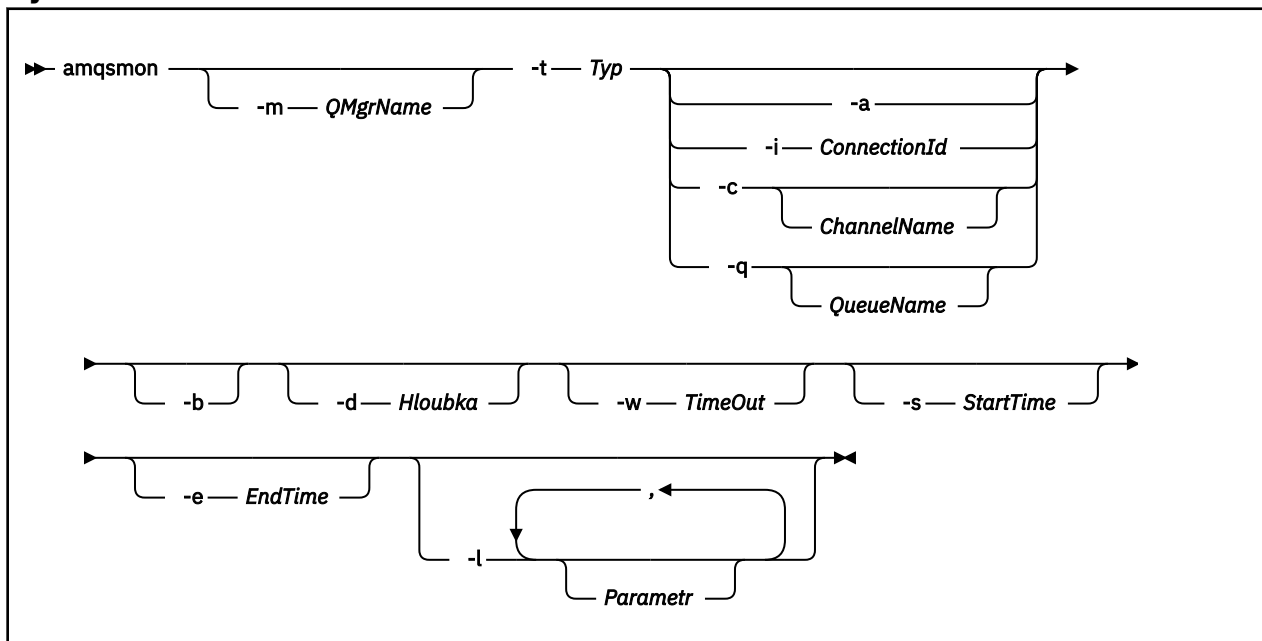 amqsmon -m QMgrName -t Typ
-a
-i ConnectionId
-c ChannelName
-q QueueName
-b -d Hloubka -w TimeOut -s StartTime
-e EndTime
,
-l Parametr